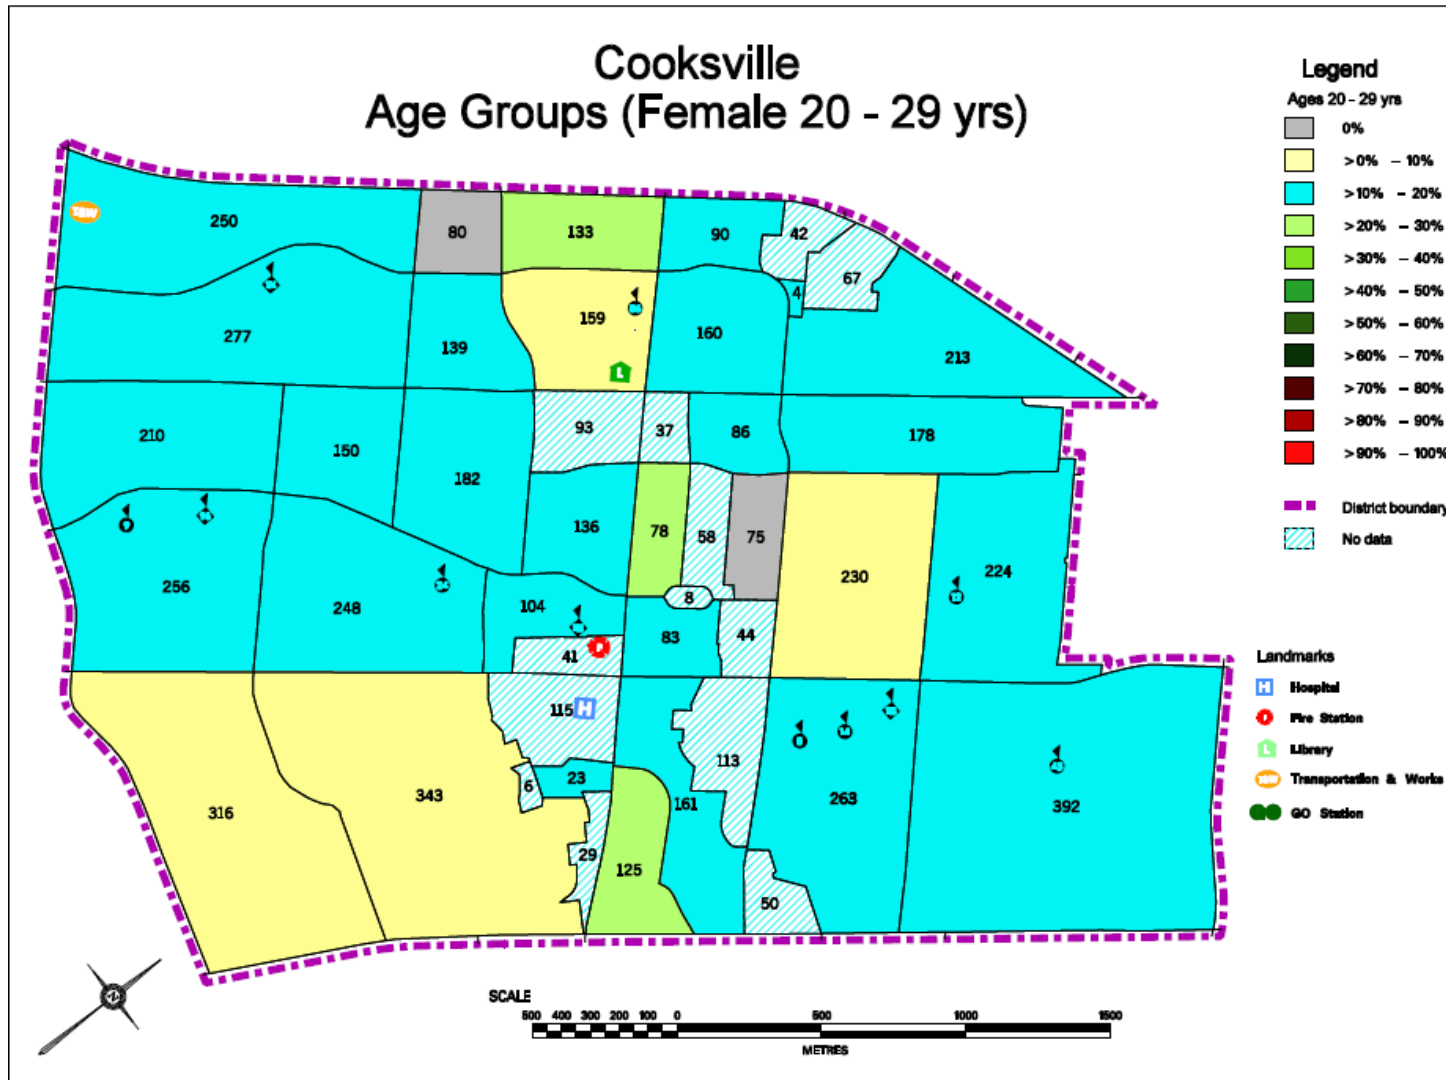 Cooksville
Age Groups (Female 20 - 29 yrs)
Legend
Ages 20 - 29 yrs
0%
>0% - 10%
>10% - 20%
>20% - 30%
>30% - 40%
>40% - 50%
>50% - 60%
>60% - 70%
>70% - 80%
>80% - 90%
>90% - 100%
District boundary
No data
Landmarks
H Hospital
F Fire Station
L Library
T&W Transportation & Works
GO Station
T&W
250
80
133
90
42
67
4
277
139
159
160
213
L
210
150
182
93
37
86
178
136
78
58
75
230
224
256
248
104
8
83
44
41
F
115
H
113
6
23
316
343
161
263
392
29
125
50
N
SCALE
500 400 300 200 100 0 500 1000 1500
METRES